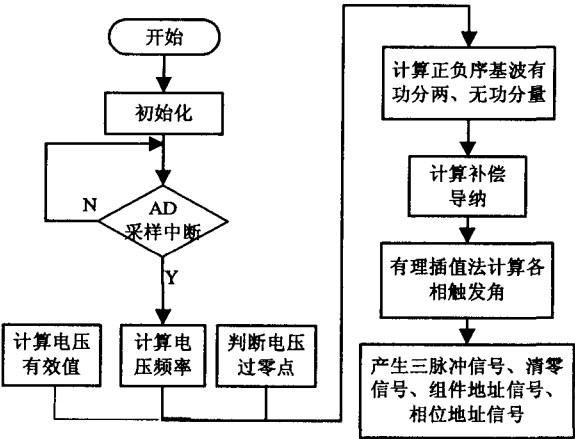 开始
初始化
N
AD
采样中断
Y
计算电压
有效值
计算电
压频率
判断电压
过零点
计算正负序基波有
功分两、无功分量
计算补偿
导纳
有理插值法计算各
相触发角
产生三脉冲信号、清零
信号、组件地址信号、
相位地址信号